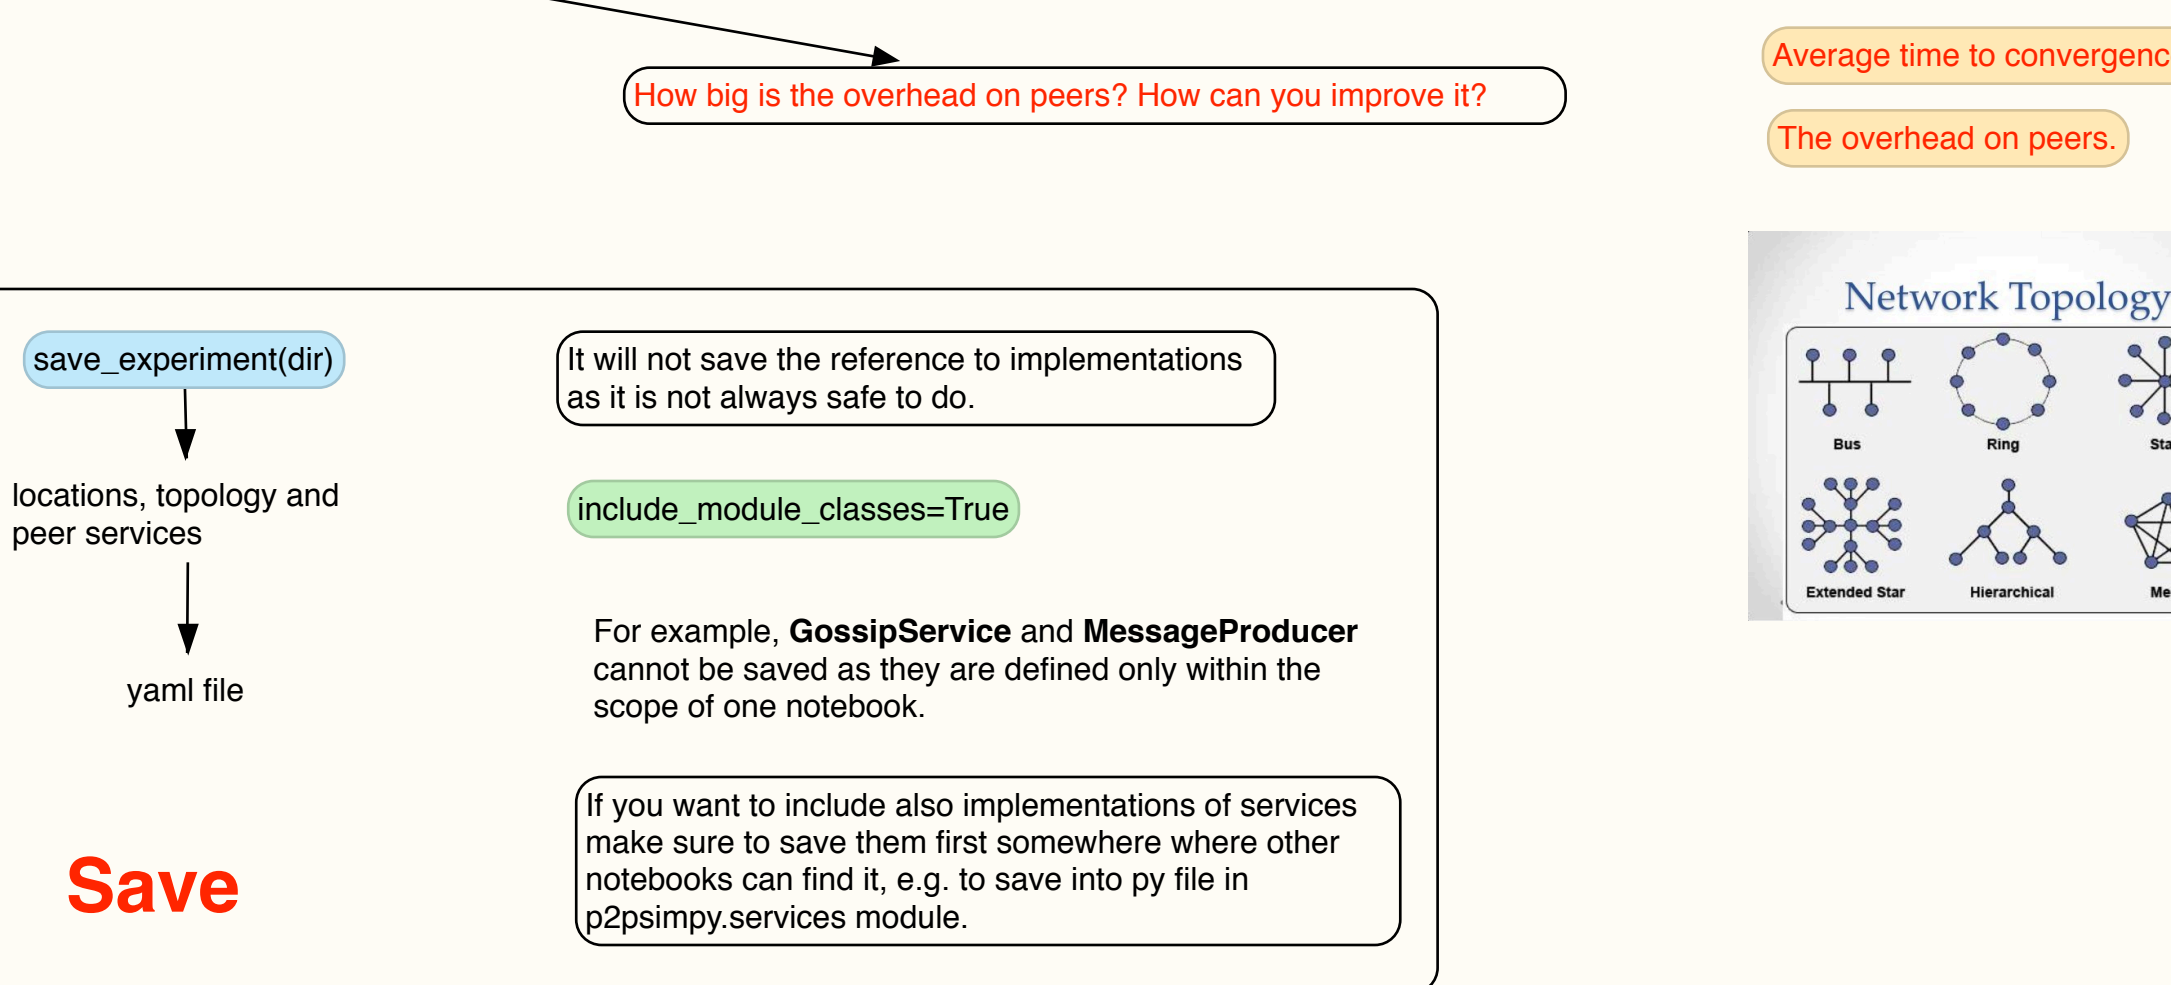 How big is the overhead on peers? How can you improve it?
Average time to convergenc
The overhead on peers.
save_experiment(dir)
locations, topology and
peer services
yaml file
Save
It will not save the reference to implementations
as it is not always safe to do.
include_module_classes=True
For example, GossipService and MessageProducer
cannot be saved as they are defined only within the
scope of one notebook.
If you want to include also implementations of services
make sure to save them first somewhere where other
notebooks can find it, e.g. to save into py file in
p2psimpy.services module.
Network Topology
Bus
Ring
Sta
Extended Star
Hierarchical
Me